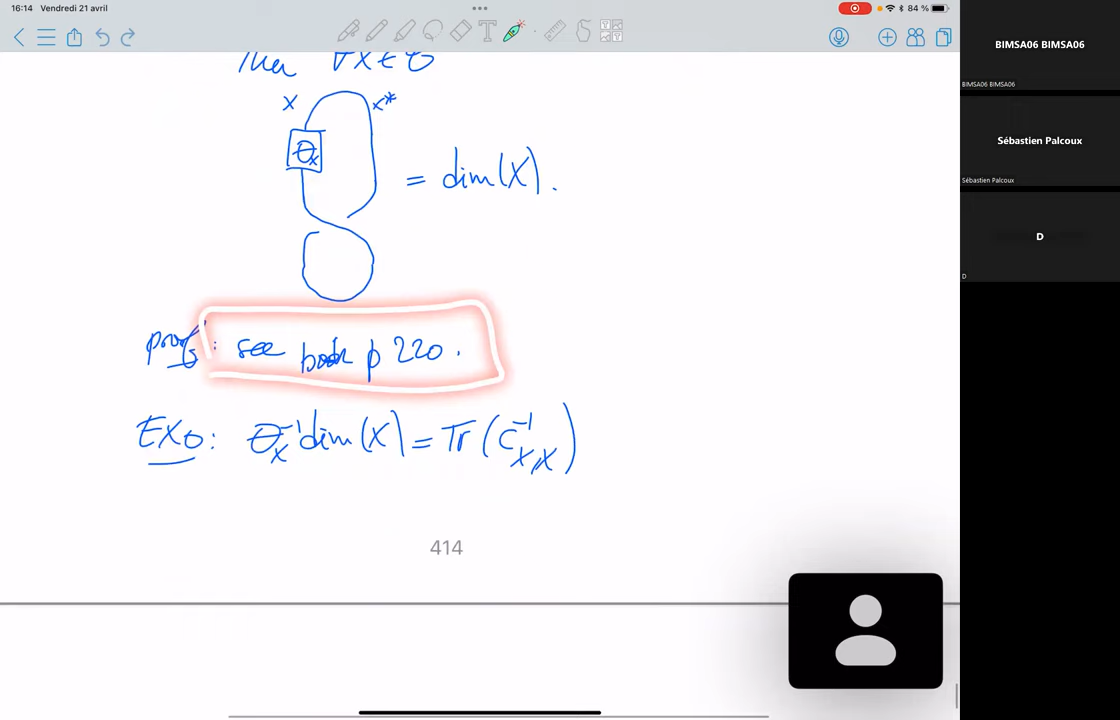 16:14 Vendredi 21 avril
84 %
BIMSA06 BIMSA06
BIMSA06 BIMSA06
Sébastien Palcoux
Sébastien Palcoux
D
D
Then ∀X∈
X X*
θ_X = dim(X).
proof: see book p 220.
EXO: θ_X^{-1} dim(X) = Tr(c^{-1}_{X,X})
414